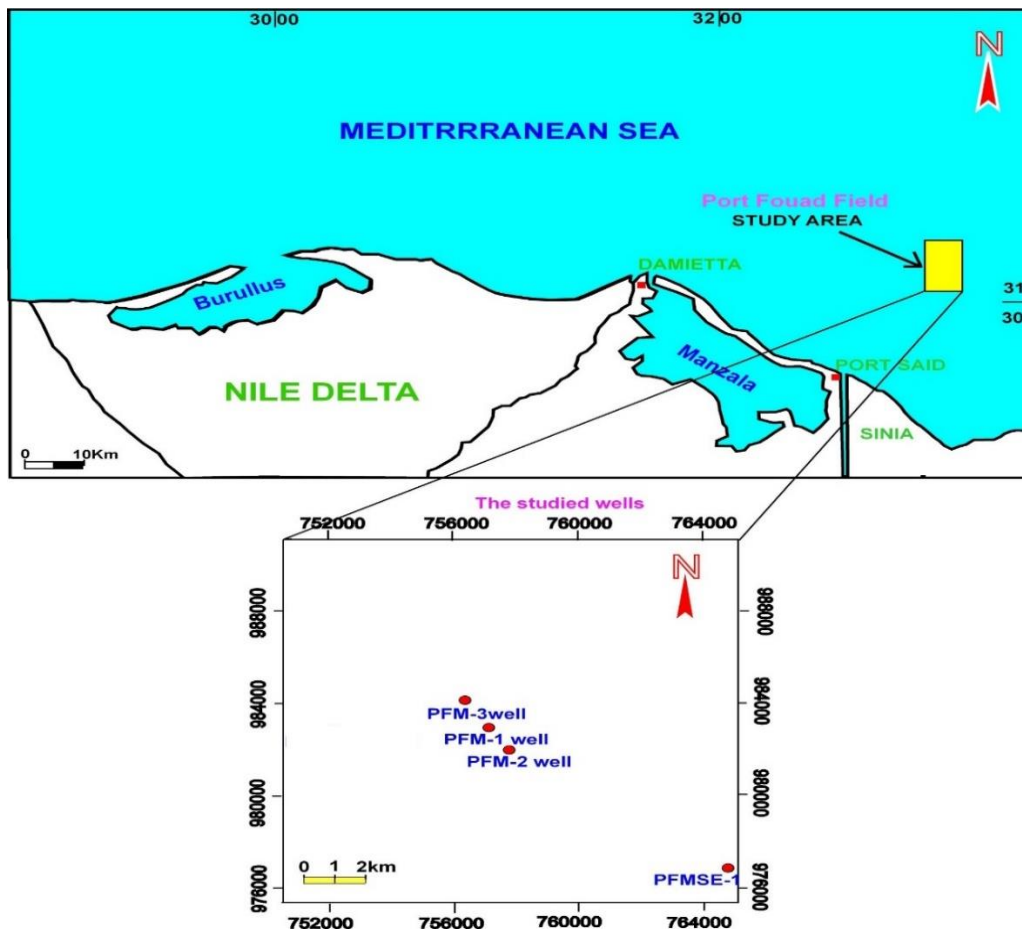 30 00
32 00
N
MEDITRRRANEAN SEA
Port Fouad Field
STUDY AREA
DAMIETTA
Burullus
31
30
Manzala
NILE DELTA
PORT SAID
SINIA
0 10Km
The studied wells
752000 756000 760000 764000
N
988000 988000
984000 984000
PFM-3well
PFM-1 well
PFM-2 well
980000 980000
0 1 2km
PFMSE-1
976000 976000
752000 756000 760000 764000